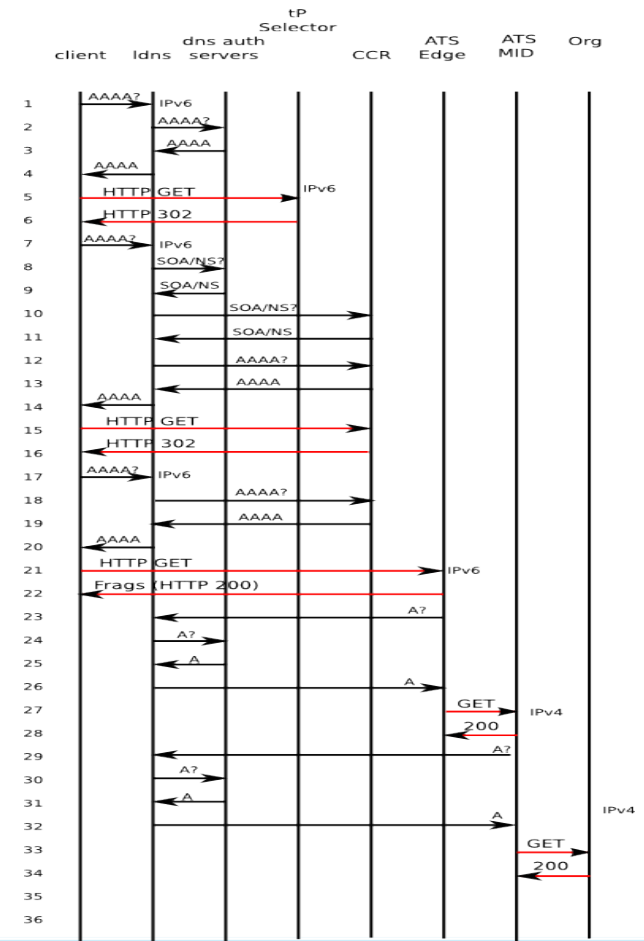 tP
Selector
dns auth
ATS
ATS
Org
client
ldns
servers
CCR
Edge
MID
1
AAAA?
IPv6
2
AAAA?
3
AAAA
4
AAAA
5
HTTP GET
IPv6
6
HTTP 302
7
AAAA?
IPv6
8
SOA/NS?
9
SOA/NS
10
SOA/NS?
11
SOA/NS
12
AAAA?
13
AAAA
14
AAAA
15
HTTP GET
16
HTTP 302
17
AAAA?
IPv6
18
AAAA?
19
AAAA
20
AAAA
21
HTTP GET
IPv6
22
Frags (HTTP 200)
23
A?
24
A?
25
A
26
A
27
GET
IPv4
28
200
29
A?
30
A?
31
A
IPv4
32
A
33
GET
34
200
35
36